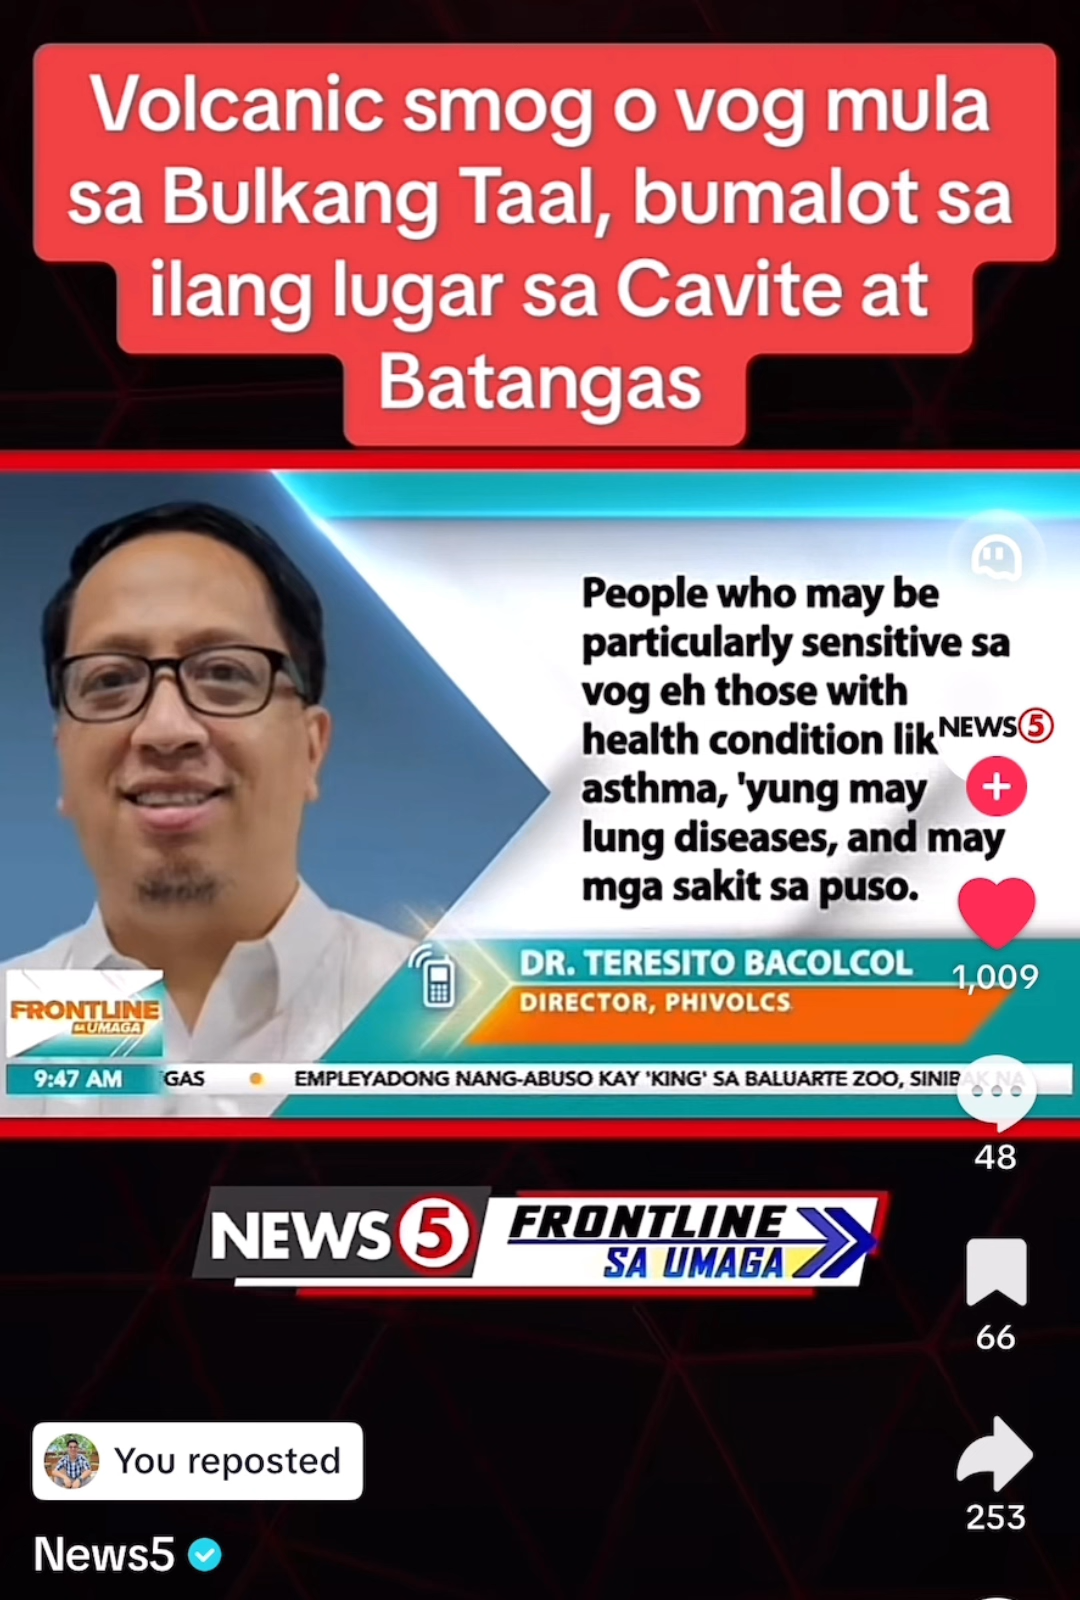 Volcanic smog o vog mula
sa Bulkang Taal, bumalot sa
ilang lugar sa Cavite at
Batangas
People who may be
particularly sensitive sa
vog eh those with
health condition lik
asthma, 'yung may
lung diseases, and may
mga sakit sa puso.
NEWS5
DR. TERESITO BACOLCOL
DIRECTOR, PHIVOLCS
1,009
FRONTLINE
SA UMAGA
9:47 AM GAS • EMPLEYADONG NANG-ABUSO KAY 'KING' SA BALUARTE ZOO, SINIBAK NA
48
NEWS5 FRONTLINE
SA UMAGA
66
You reposted
253
News5